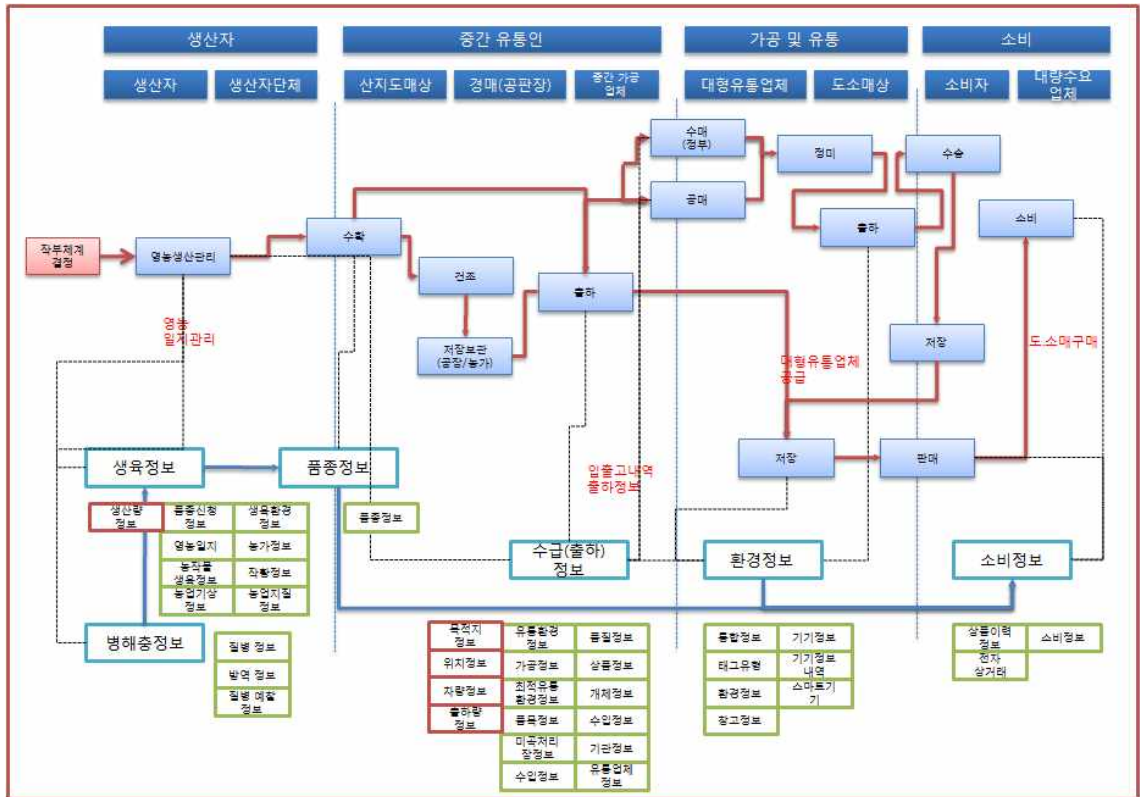 생산자
중간 유통인
가공 및 유통
소비
생산자
생산자단체
산지도매상
경매(공판장)
중간 가공
업체
대형유통업체
도소매상
소비자
대량수요
업체
수매
(정부)
정미
수송
공매
작부체계
결정
영농생산관리
수확
건조
출하
출하
소비
저장보관
(공장/농가)
영농
일지관리
저장
도.소매구매
대형유통업체
공급
저장
판매
생육정보
품종정보
입출고내역
출하정보
생산량
정보
품종신청
정보
생육환경
정보
품종정보
영농일지
농가정보
농작물
생육정보
작황정보
농업기상
정보
농업지질
정보
수급(출하)
정보
환경정보
소비정보
병해충정보
질병 정보
방역 정보
질병 예찰
정보
목적지
정보
유통환경
정보
품질정보
위치정보
가공정보
상품정보
차량정보
최적유통
환경정보
개체정보
출하량
정보
품목정보
수입정보
미곡처리
장정보
기관정보
수입정보
유통업체
정보
통합정보
기기정보
태그유형
기기정보
내역
환경정보
스마트기
기
창고정보
상품이력
정보
소비정보
전자
상거래